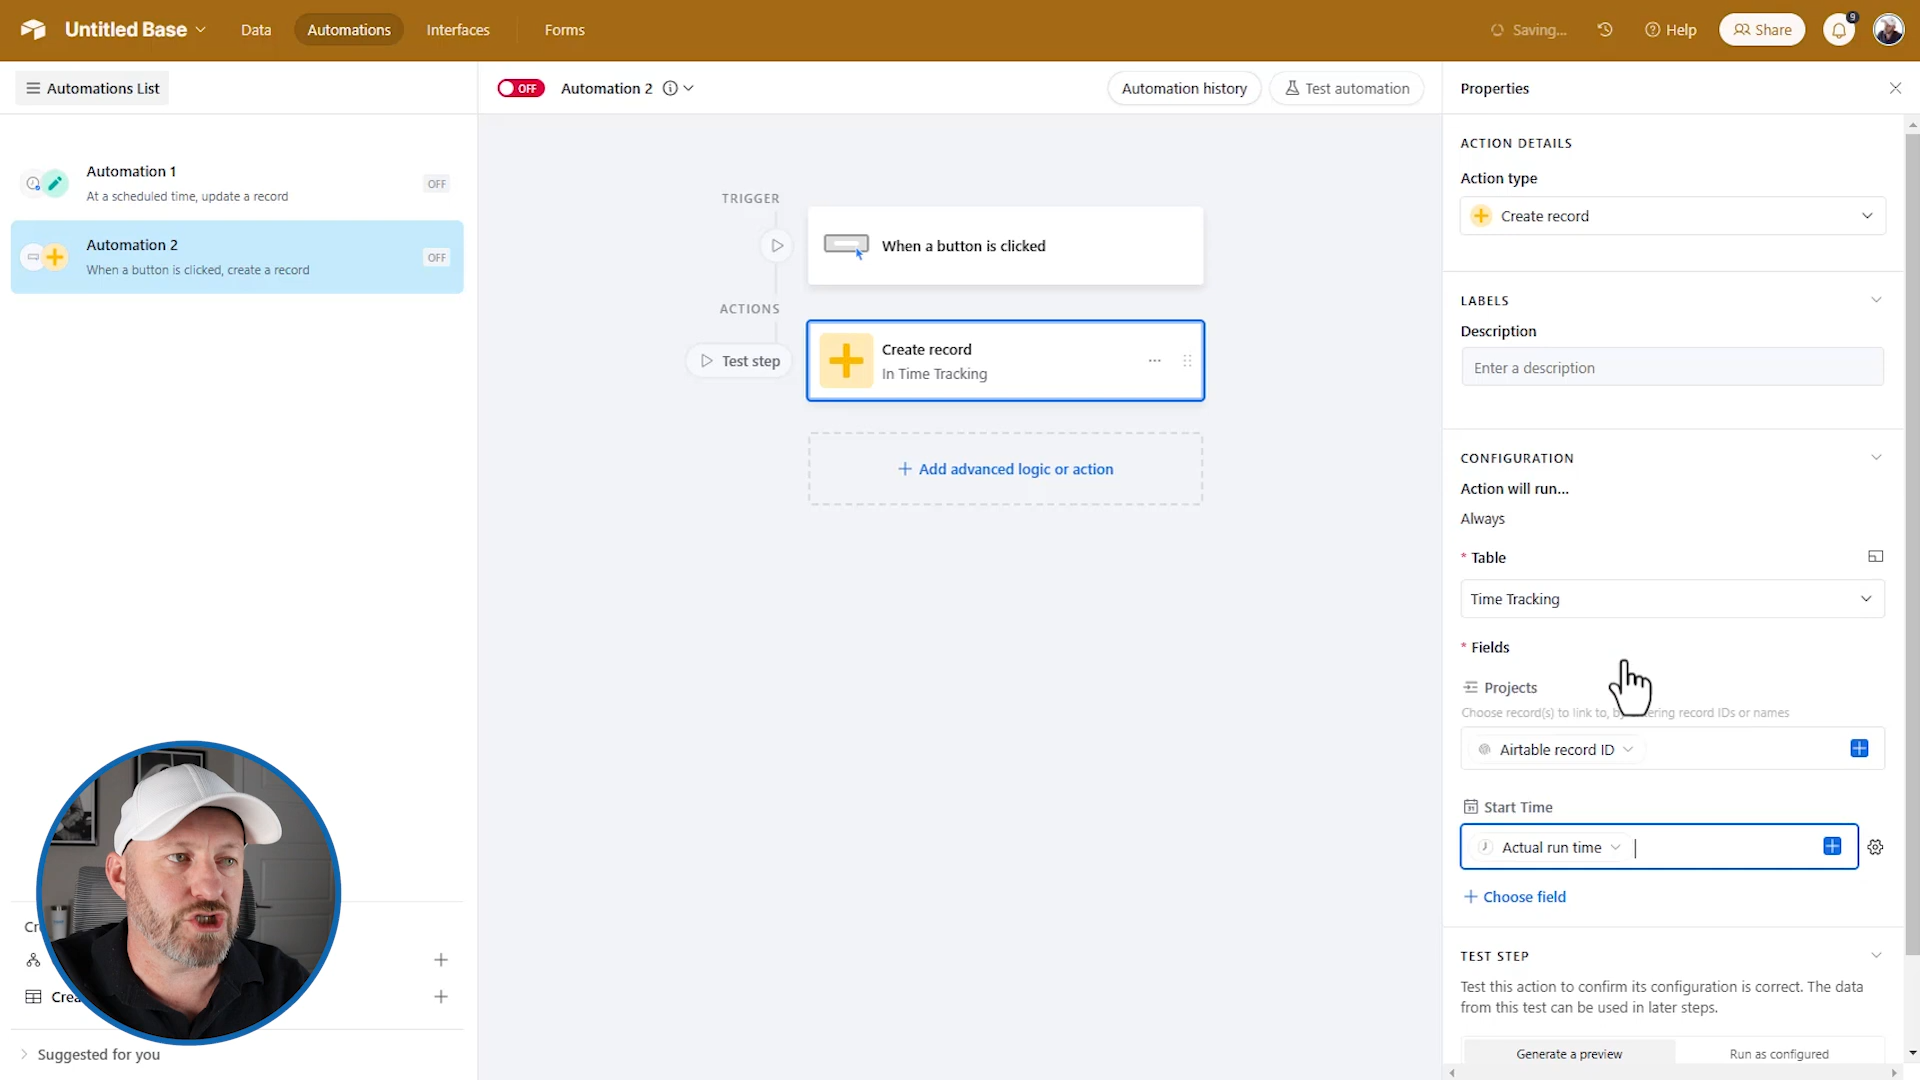 Untitled Base
Data
Automations
Interfaces
Forms
Saving...
Help
Share
9
Automations List
OFF
Automation 2
Automation history
Test automation
Properties
Automation 1
At a scheduled time, update a record
OFF
Automation 2
When a button is clicked, create a record
OFF
TRIGGER
When a button is clicked
ACTIONS
Test step
Create record
In Time Tracking
Add advanced logic or action
ACTION DETAILS
Action type
Create record
LABELS
Description
Enter a description
CONFIGURATION
Action will run...
Always
* Table
Time Tracking
* Fields
Projects
Choose record(s) to link to, by entering record IDs or names
Airtable record ID
Start Time
Actual run time
Choose field
TEST STEP
Test this action to confirm its configuration is correct. The data
from this test can be used in later steps.
Generate a preview
Run as configured
Suggested for you